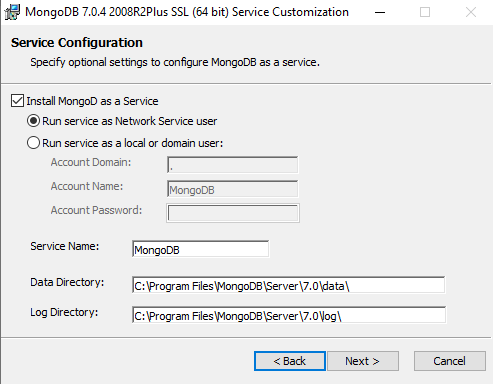 MongoDB 7.0.4 2008R2Plus SSL (64 bit) Service Customization
Service Configuration
Specify optional settings to configure MongoDB as a service.
Install MongoD as a Service
Run service as Network Service user
Run service as a local or domain user:
Account Domain: .
Account Name: MongoDB
Account Password:
Service Name: MongoDB
Data Directory: C:\Program Files\MongoDB\Server\7.0\data\
Log Directory: C:\Program Files\MongoDB\Server\7.0\log\
< Back Next > Cancel